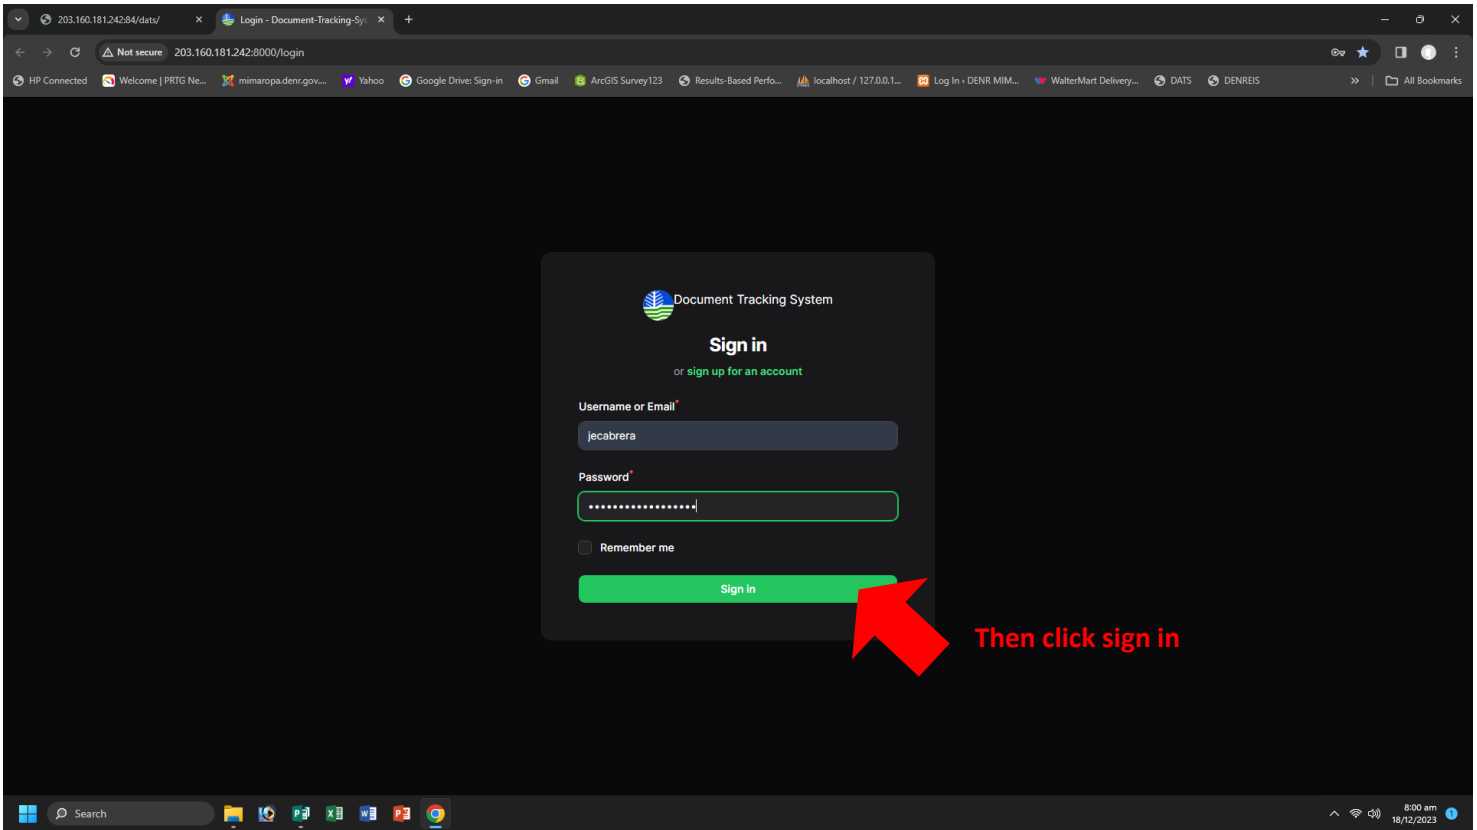 203.160.181.242:84/dats/
Login - Document-Tracking-Sys
Not secure
203.160.181.242:8000/login
HP Connected
Welcome | PRTG Ne...
mimaropa.denr.gov....
Yahoo
Google Drive: Sign-in
Gmail
ArcGIS Survey123
Results-Based Perfo...
localhost / 127.0.0.1...
Log In ‹ DENR MIM...
WalterMart Delivery...
DATS
DENREIS
»
All Bookmarks
Document Tracking System
Sign in
or sign up for an account
Username or Email*
jecabrera
Password*
••••••••••••••••••
Remember me
Sign in
Then click sign in
Search
8:00 am
18/12/2023
1